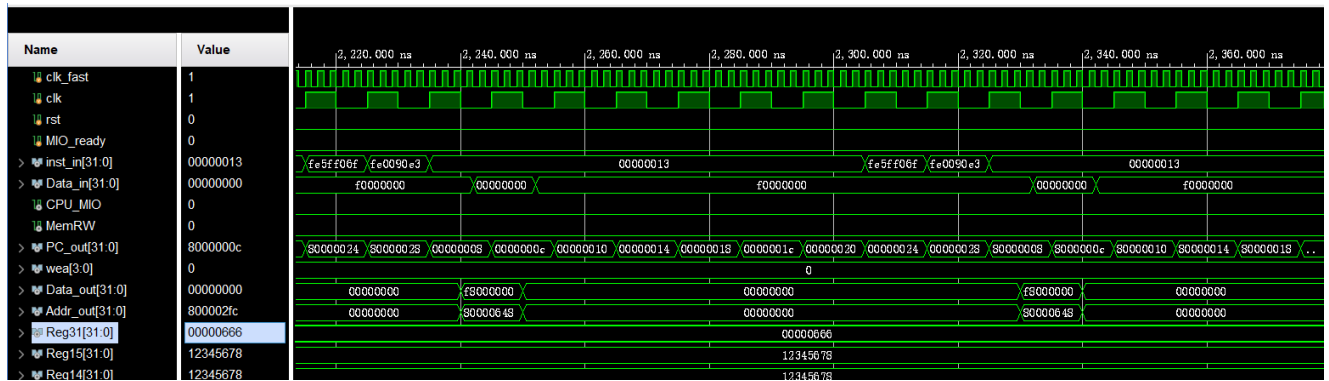 Name Value
2,220.000 ns 2,240.000 ns 2,260.000 ns 2,280.000 ns 2,300.000 ns 2,320.000 ns 2,340.000 ns 2,360.000 ns
clk_fast 1
clk 1
rst 0
MIO_ready 0
inst_in[31:0] 00000013 fe5ff06f fe0090e3 00000013 fe5ff06f fe0090e3 00000013
Data_in[31:0] 00000000 f0000000 00000000 f0000000 00000000 f0000000
CPU_MIO 0
MemRW 0
PC_out[31:0] 8000000c 80000024 80000028 80000008 8000000c 80000010 80000014 80000018 8000001c 80000020 80000024 80000028 80000008 8000000c 80000010 80000014 80000018 ..
wea[3:0] 0 0
Data_out[31:0] 00000000 00000000 f8000000 00000000 f8000000 00000000
Addr_out[31:0] 800002fc 00000000 80000648 00000000 80000648 00000000
Reg31[31:0] 00000666 00000666
Reg15[31:0] 12345678 12345678
Reg14[31:0] 12345678 12345678